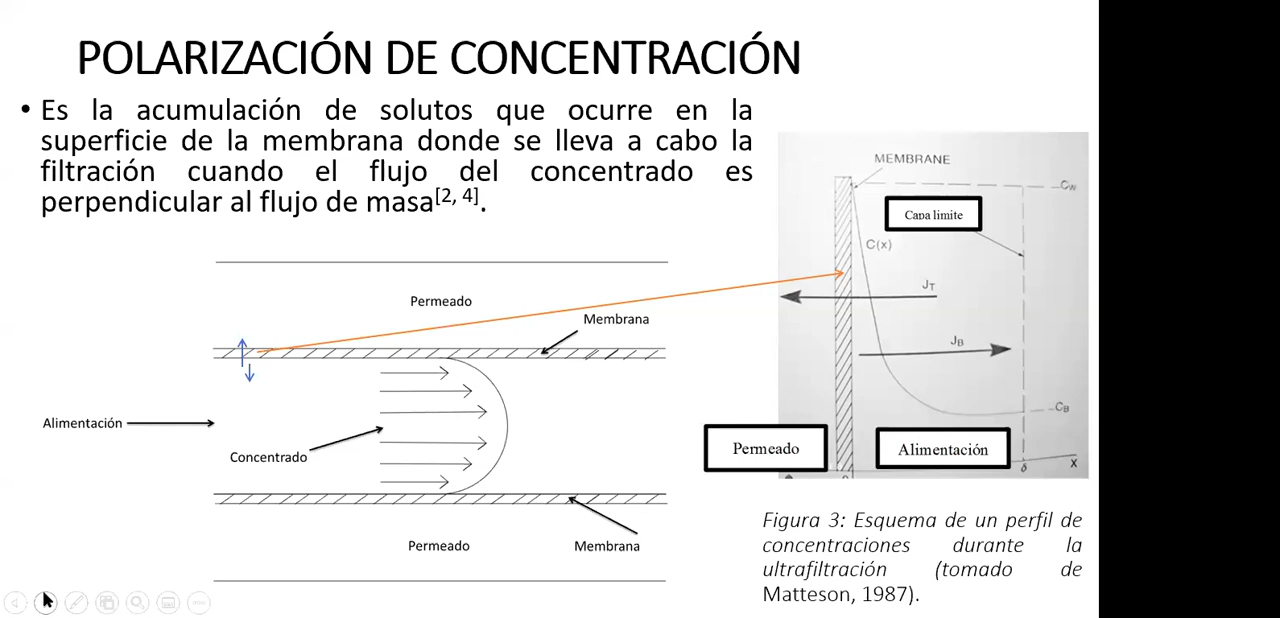 POLARIZACIÓN DE CONCENTRACIÓN
• Es la acumulación de solutos que ocurre en la
superficie de la membrana donde se lleva a cabo la
filtración cuando el flujo del concentrado es
perpendicular al flujo de masa[2, 4].
Permeado
Membrana
Alimentación
Concentrado
Permeado
Membrana
MEMBRANE
CW
Capa limite
C(x)
JT
JB
CB
Permeado
Alimentación
δ
X
Figura 3: Esquema de un perfil de
concentraciones durante la
ultrafiltración (tomado de
Matteson, 1987).